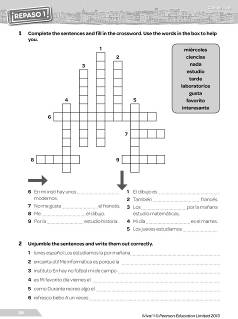 REPASO 1
1 Complete the sentences and fill in the crossword. Use the words in the box to help
you.
miércoles
ciencias
nada
estudio
tarde
laboratorios
gusta
favorito
interesante
1
2
3
4
5
6
7
8
9
6 En mi insti hay unos
modernos.
7 No me gusta el francés.
8 Me el dibujo.
9 Por la estudio historia.
1 El dibujo es
2 También francés.
3 Los por la mañana
estudio matemáticas.
4 Mi día es el martes.
5 Los jueves estudiamos
2 Unjumble the sentences and write them out correctly.
1 lunes español Los estudiamos la por mañana
2 encanta d Me informática es porque la
3 instituto En hay no fútbol mi de campo
4 es Mi favorito día viernes el
5 como Durante recreo algo el
6 refresco bebo A un veces
¡Viva! 1 © Pearson Education Limited 2013